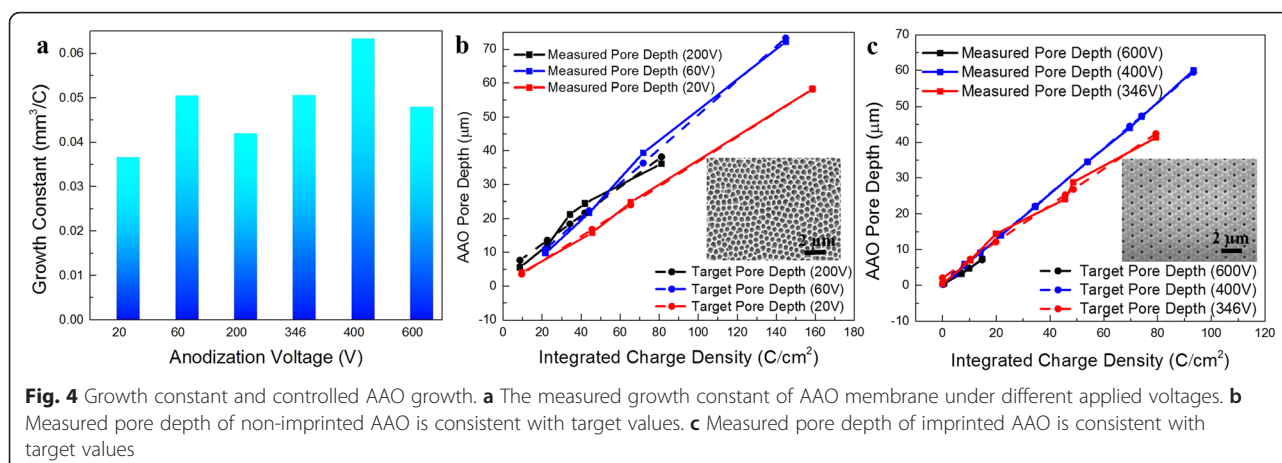 a
Growth Constant (mm³/C)
0.06
0.05
0.04
0.03
0.02
0.01
0.00
20 60 200 346 400 600
Anodization Voltage (V)
b
AAO Pore Depth (μm)
70
60
50
40
30
20
10
0
-10
Measured Pore Depth (200V)
Measured Pore Depth (60V)
Measured Pore Depth (20V)
2 μm
Target Pore Depth (200V)
Target Pore Depth (60V)
Target Pore Depth (20V)
0 20 40 60 80 100 120 140 160 180
Integrated Charge Density (C/cm²)
c
AAO Pore Depth (μm)
70
60
50
40
30
20
10
0
-10
Measured Pore Depth (600V)
Measured Pore Depth (400V)
Measured Pore Depth (346V)
2 μm
Target Pore Depth (600V)
Target Pore Depth (400V)
Target Pore Depth (346V)
-20 0 20 40 60 80 100 120
Integrated Charge Density (C/cm²)
Fig. 4 Growth constant and controlled AAO growth. a The measured growth constant of AAO membrane under different applied voltages. b
Measured pore depth of non-imprinted AAO is consistent with target values. c Measured pore depth of imprinted AAO is consistent with
target values